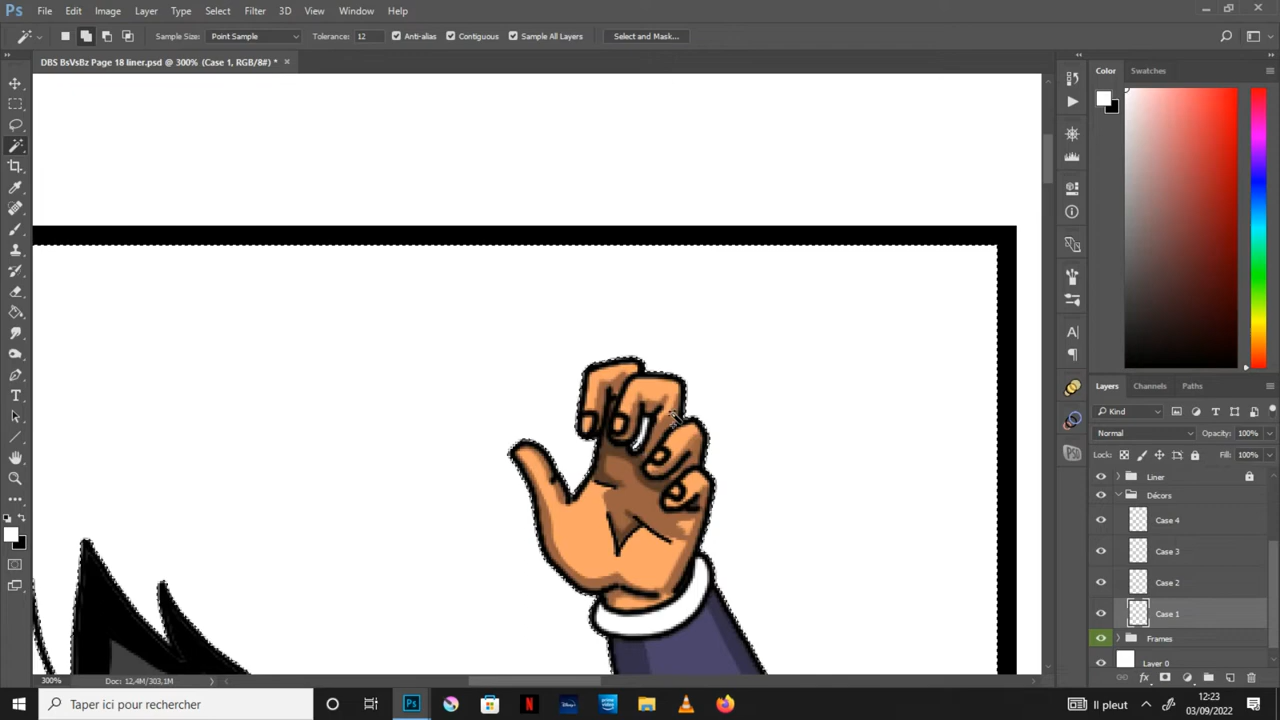 Ps File Edit Image Layer Type Select Filter 3D View Window Help
Sample Size: Point Sample Tolerance: 12 Anti-alias Contiguous Sample All Layers Select and Mask...
DBS BsVsBz Page 18 liner.psd @ 300% (Case 1, RGB/8#) *
Color Swatches
Layers Channels Paths
Kind
Normal Opacity: 100%
Lock: Fill: 100%
Liner
Décors
Case 4
Case 3
Case 2
Case 1
Frames
Layer 0
300% Doc: 12,4M/303,1M
Taper ici pour rechercher
Il pleut
12:23
03/09/2022